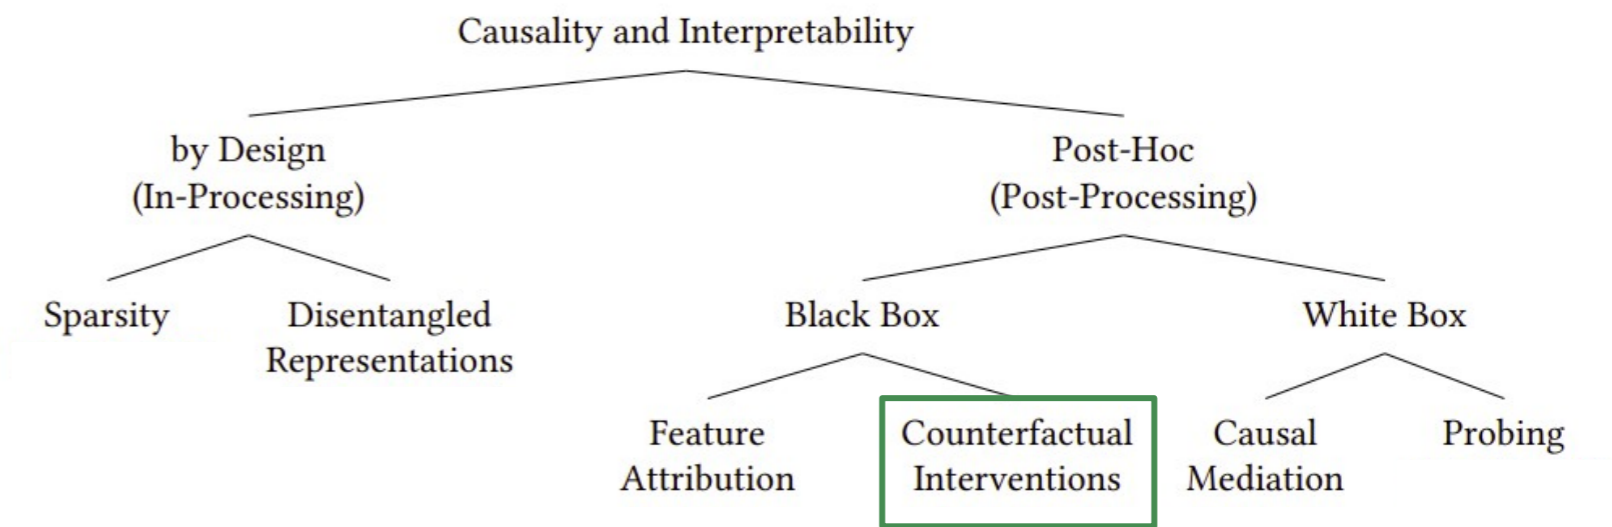 Causality and Interpretability
by Design
(In-Processing)
Post-Hoc
(Post-Processing)
Sparsity
Disentangled
Representations
Black Box
White Box
Feature
Attribution
Counterfactual
Interventions
Causal
Mediation
Probing